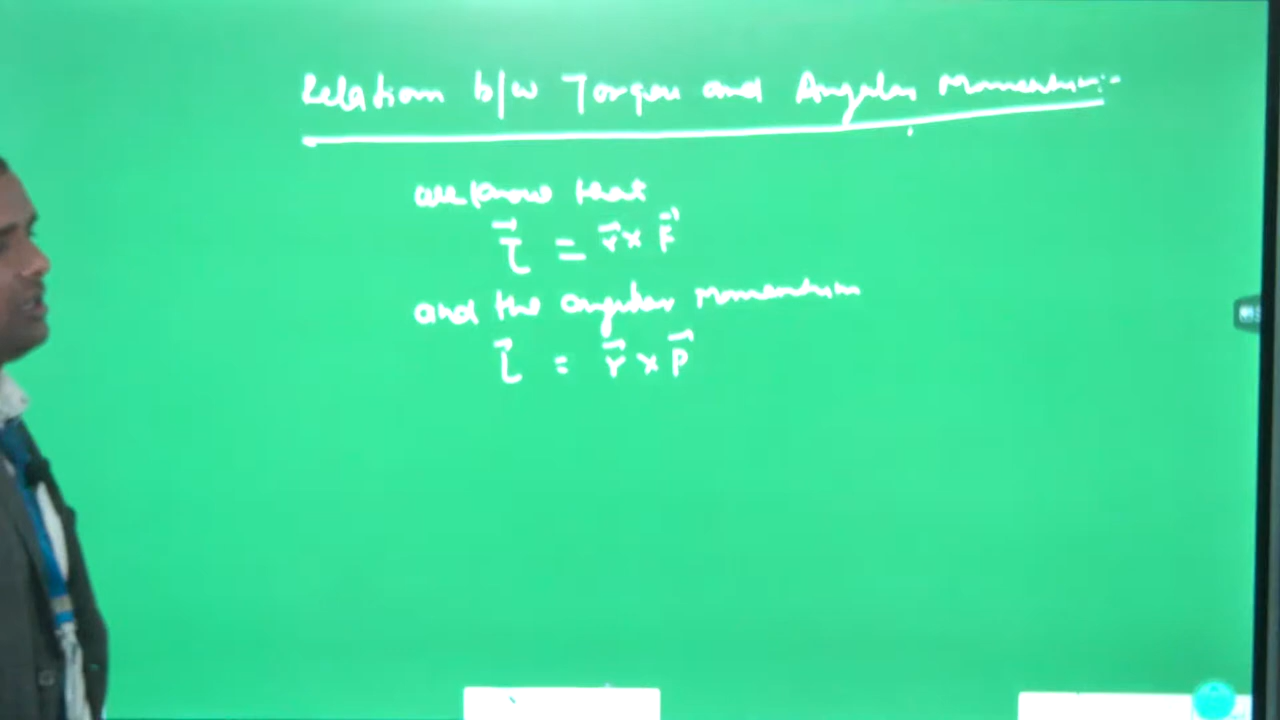 Relation b/w Torque and Angular Momentum:-
we know that
τ⃗ = r⃗ × F⃗
and the angular Momentum
L⃗ = r⃗ × P⃗